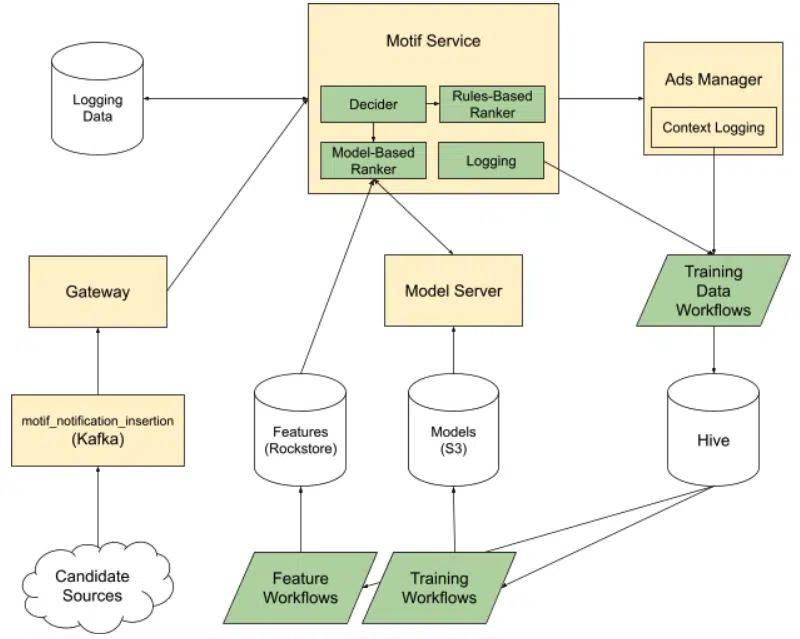 Motif Service
Logging
Data
Decider
Rules-Based
Ranker
Model-Based
Ranker
Logging
Ads Manager
Context Logging
Gateway
Model Server
Training
Data
Workflows
motif_notification_insertion
(Kafka)
Features
(Rockstore)
Models
(S3)
Hive
Candidate
Sources
Feature
Workflows
Training
Workflows